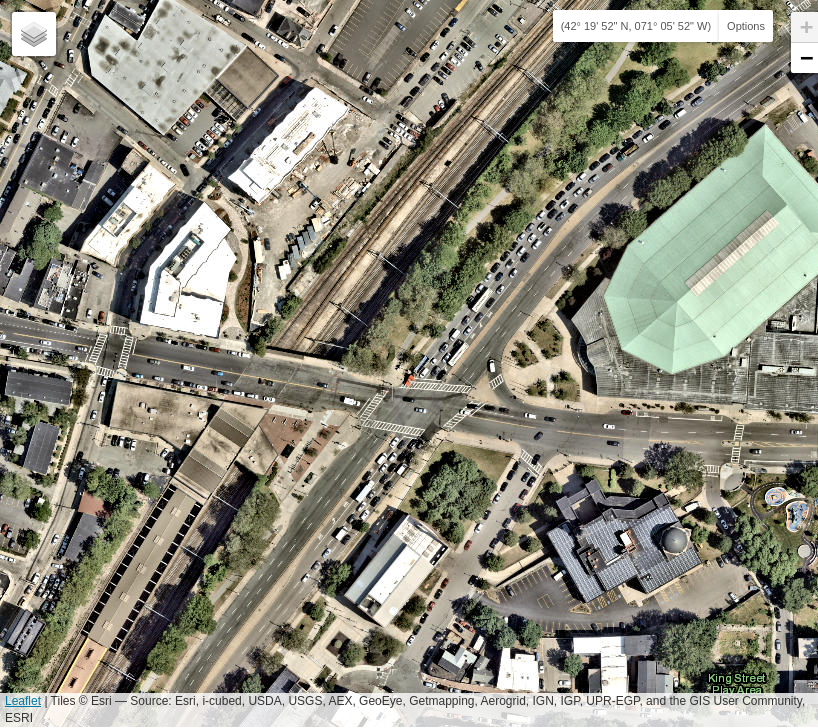 (42° 19' 52" N, 071° 05' 52" W)
Options
+
−
King Street
Play Area
Leaflet | Tiles © Esri — Source: Esri, i-cubed, USDA, USGS, AEX, GeoEye, Getmapping, Aerogrid, IGN, IGP, UPR-EGP, and the GIS User Community,
ESRI